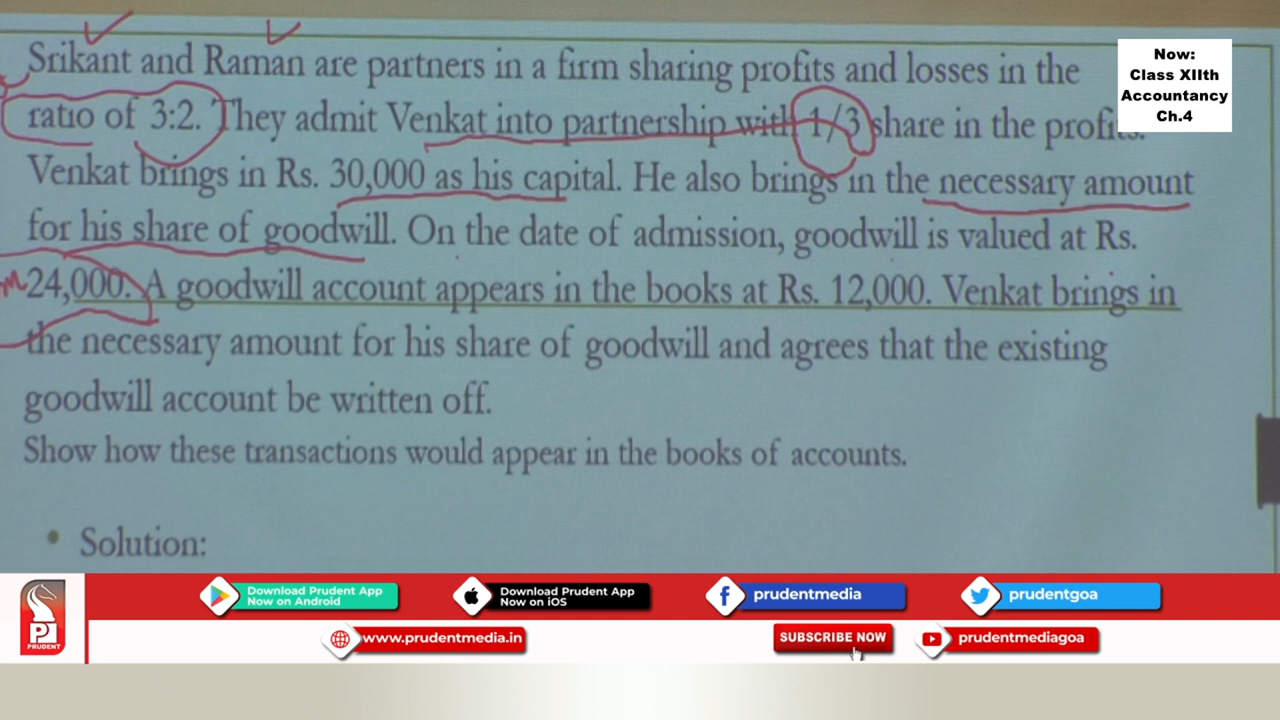 Srikant and Raman are partners in a firm sharing profits and losses in the
ratio of 3:2. They admit Venkat into partnership with 1/3 share in the profits.
Venkat brings in Rs. 30,000 as his capital. He also brings in the necessary amount
for his share of goodwill. On the date of admission, goodwill is valued at Rs.
24,000. A goodwill account appears in the books at Rs. 12,000. Venkat brings in
the necessary amount for his share of goodwill and agrees that the existing
goodwill account be written off.
Show how these transactions would appear in the books of accounts.
• Solution:
Now:
Class XIIth
Accountancy
Ch.4
Download Prudent App
Now on Android
Download Prudent App
Now on iOS
prudentmedia
prudentgoa
PRUDENT
www.prudentmedia.in
SUBSCRIBE NOW
prudentmediagoa